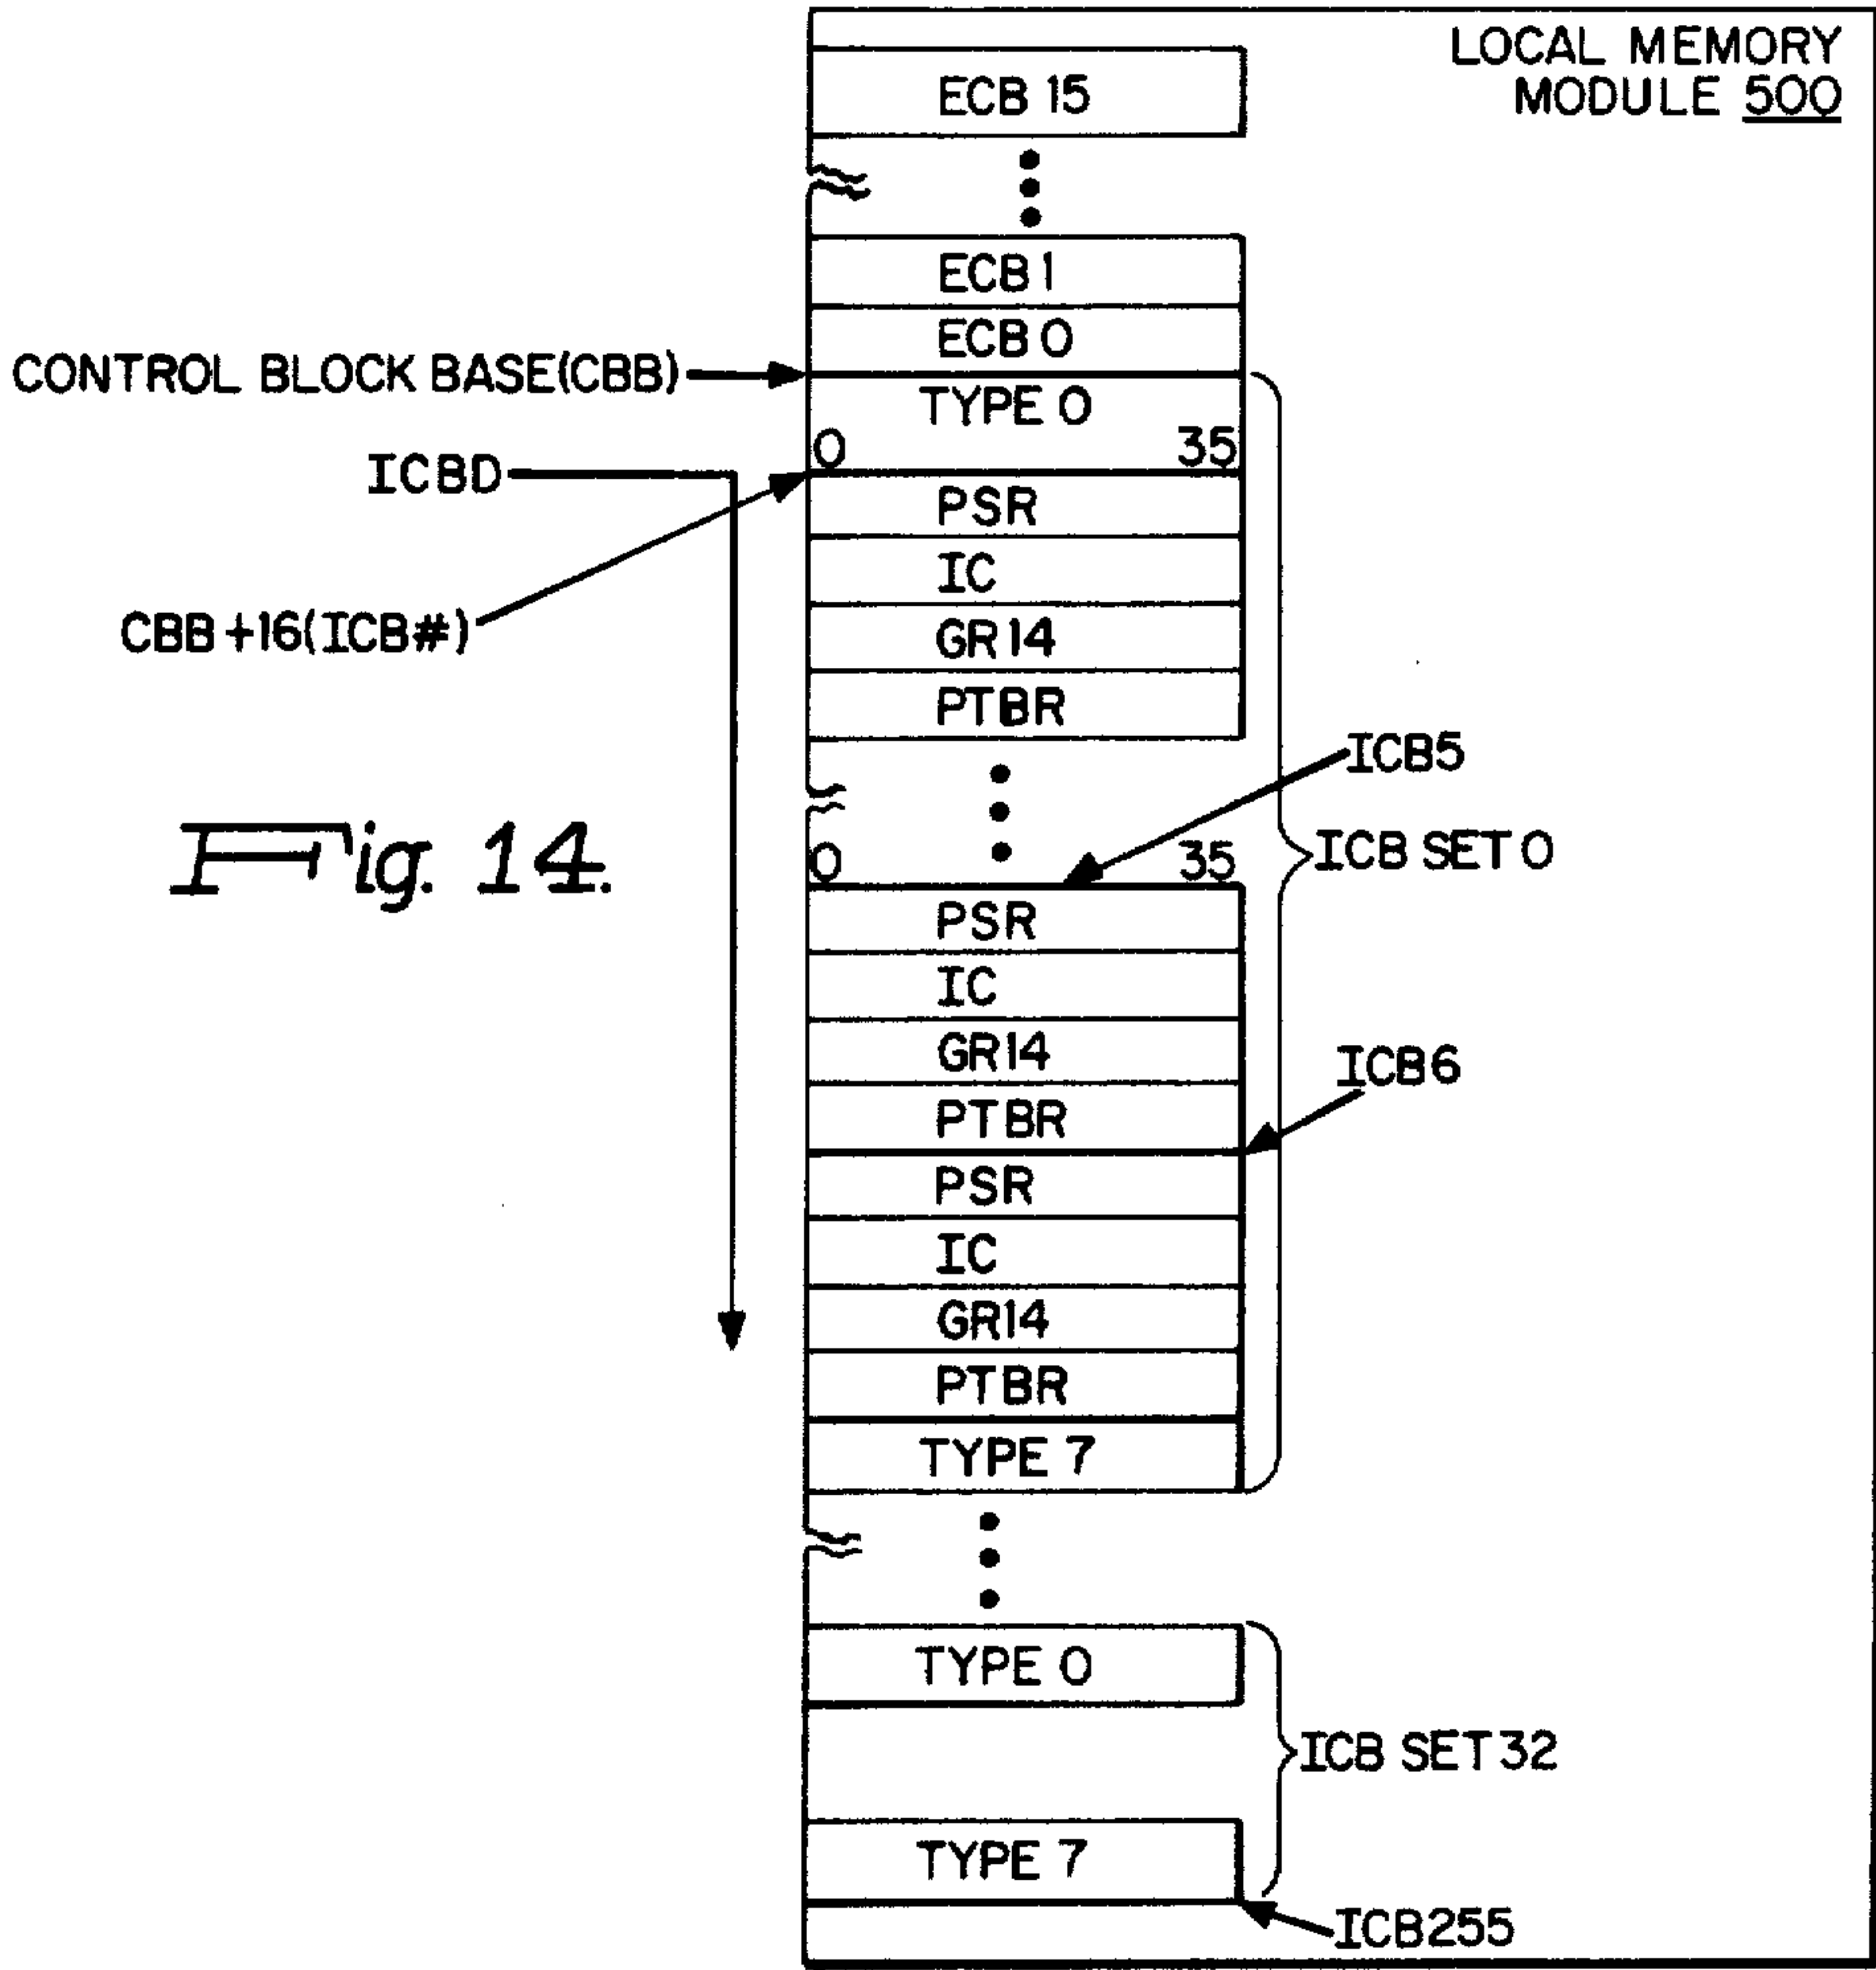 LOCAL MEMORY
MODULE 500
ECB 15
ECB 1
ECB 0
CONTROL BLOCK BASE(CBB)
TYPE 0
0 35
ICBD
PSR
IC
CBB +16(ICB#)
GR14
PTBR
ICB5
Fig. 14.
ICB SET 0
0 35
PSR
IC
GR14
ICB6
PTBR
PSR
IC
GR14
PTBR
TYPE 7
TYPE 0
ICB SET 32
TYPE 7
ICB255